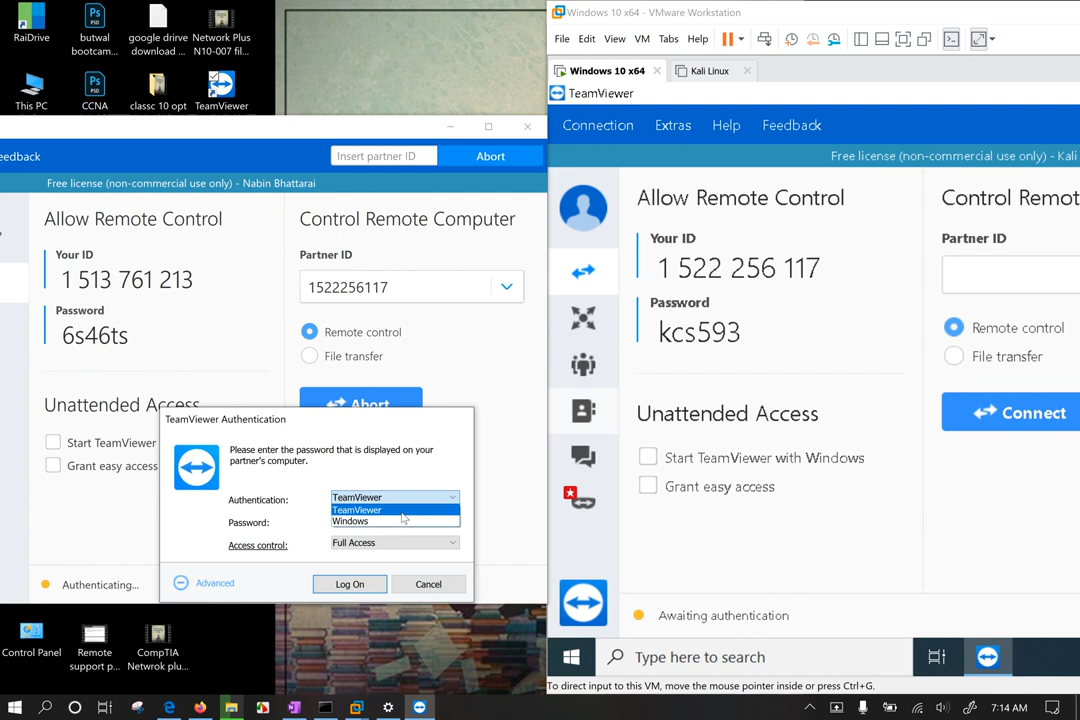 RaiDrive
butwal
bootcam...
google drive
download ...
Network Plus
N10-007 fil...
This PC
CCNA
classc 10 opt
TeamViewer
eedback
Insert partner ID
Abort
Free license (non-commercial use only) - Nabin Bhattarai
Allow Remote Control
Your ID
1 513 761 213
Password
6s46ts
Unattended Access
Start TeamViewer
Grant easy access
Control Remote Computer
Partner ID
1522256117
Remote control
File transfer
Abort
TeamViewer Authentication
Please enter the password that is displayed on your
partner's computer.
Authentication:
TeamViewer
TeamViewer
Windows
Password:
Access control:
Full Access
Advanced
Log On
Cancel
Authenticating...
Control Panel
Remote
support p...
CompTIA
Netwrok plu...
Windows 10 x64 - VMware Workstation
File Edit View VM Tabs Help
Windows 10 x64
Kali Linux
TeamViewer
Connection Extras Help Feedback
Free license (non-commercial use only) - Kali
Allow Remote Control
Your ID
1 522 256 117
Password
kcs593
Unattended Access
Start TeamViewer with Windows
Grant easy access
Control Remot
Partner ID
Remote control
File transfer
Connect
Awaiting authentication
Type here to search
To direct input to this VM, move the mouse pointer inside or press Ctrl+G.
7:14 AM